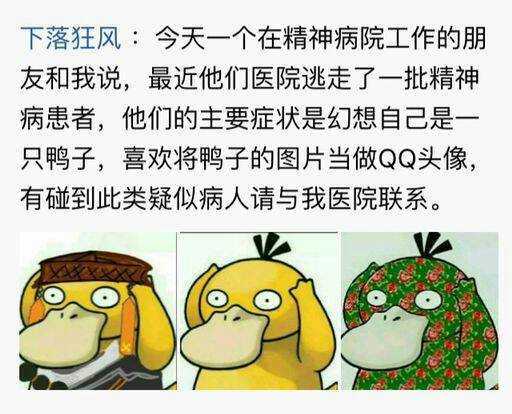 下落狂风：今天一个在精神病院工作的朋
友和我说，最近他们医院逃走了一批精神
病患者，他们的主要症状是幻想自己是一
只鸭子，喜欢将鸭子的图片当做QQ头像，
有碰到此类疑似病人请与我医院联系。